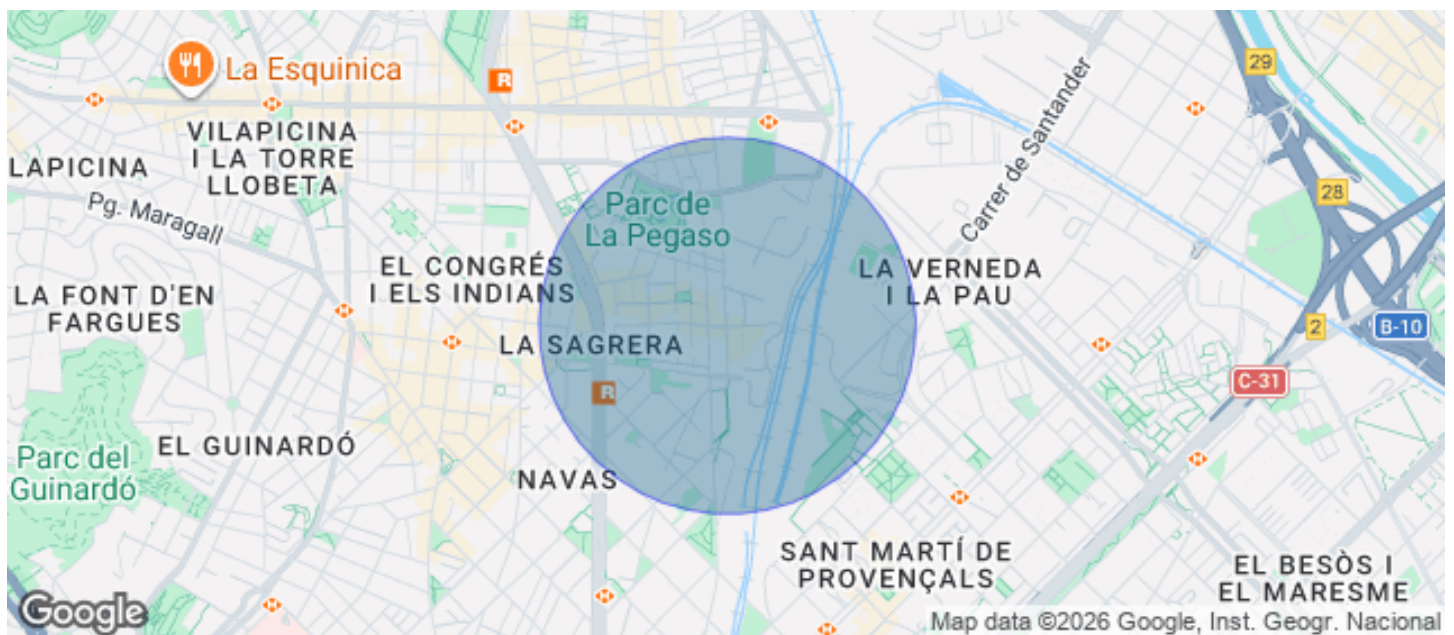 La Esquinica
R
29
VILAPICINA
I LA TORRE
LLOBETA
LAPICINA
Pg. Maragall
Carrer de Santander
28
Parc de
La Pegaso
EL CONGRÉS
I ELS INDIANS
LA VERNEDA
I LA PAU
LA FONT D'EN
FARGUES
2
B-10
LA SAGRERA
C-31
R
EL GUINARDÓ
Parc del
Guinardó
NAVAS
SANT MARTÍ DE
PROVENÇALS
EL BESÒS I
EL MARESME
Google
Map data ©2026 Google, Inst. Geogr. Nacional